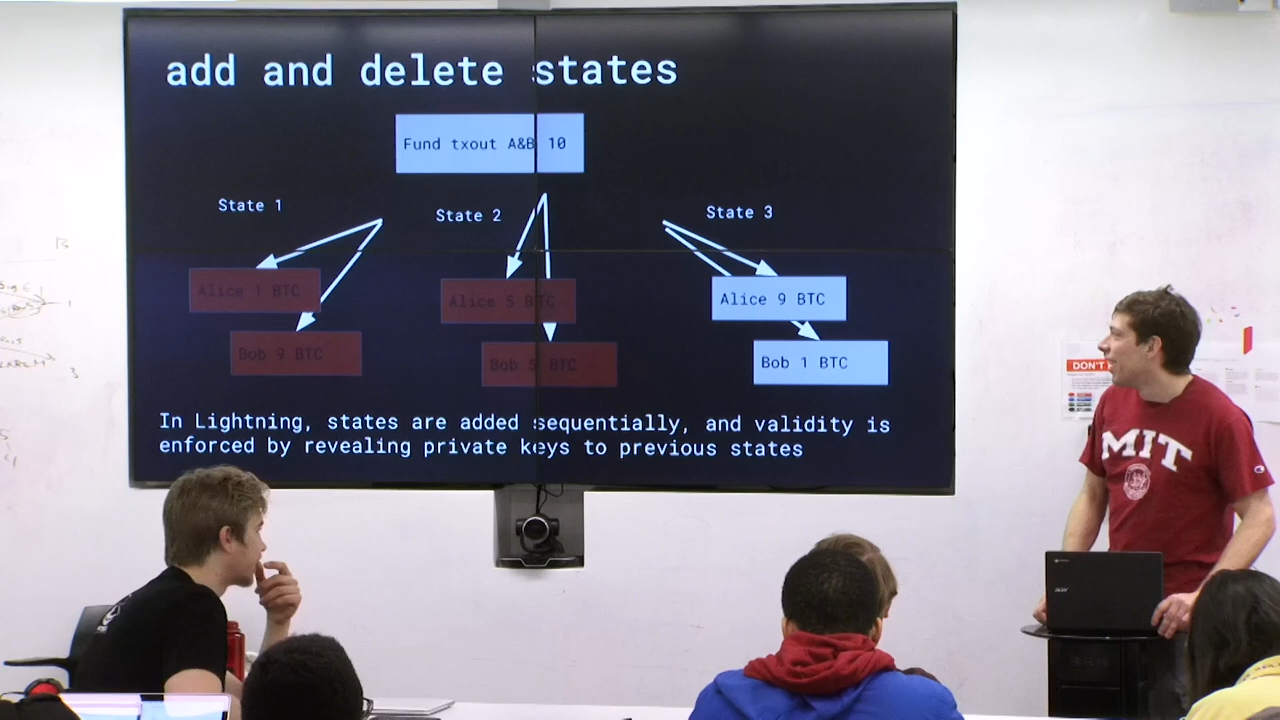 add and delete states
Fund txout A&B 10
State 1
State 2
State 3
Alice 1 BTC
Alice 5 BTC
Alice 9 BTC
Bob 9 BTC
Bob 5 BTC
Bob 1 BTC
In Lightning, states are added sequentially, and validity is
enforced by revealing private keys to previous states
DON'T
MIT
acer